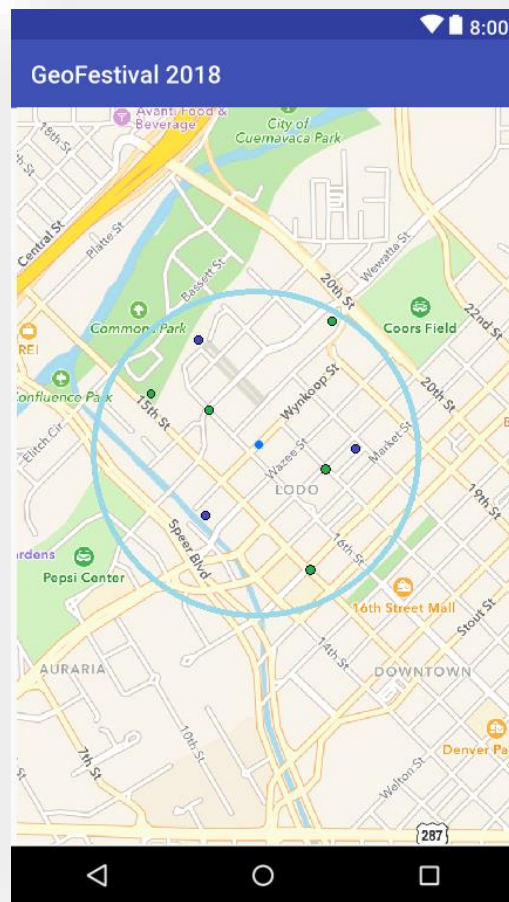 8:00
GeoFestival 2018
Avanti Food &
Beverage
City of
Cuernavaca Park
18th St
Central St
Platte St
Bassett St
Wewatta St
20th St
22nd St
Coors Field
Commons Park
REI
Confluence Park
15th St
Wynkoop St
20th St
Elitch Cir
Wazee St
Market St
LODO
19th St
Speer Blvd
16th St
Pepsi Center
16th Street Mall
Stout St
14th St
AURARIA
DOWNTOWN
10th St
7th St
Denver Pa
Welton St
287